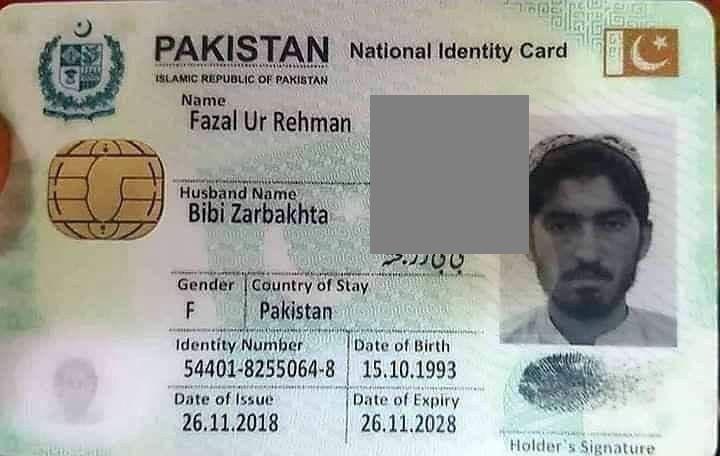 PAKISTAN National Identity Card
ISLAMIC REPUBLIC OF PAKISTAN
Name
Fazal Ur Rehman
Husband Name
Bibi Zarbakhta
Gender Country of Stay
F Pakistan
Identity Number Date of Birth
54401-8255064-8 15.10.1993
Date of Issue Date of Expiry
26.11.2018 26.11.2028
Holder`s Signature